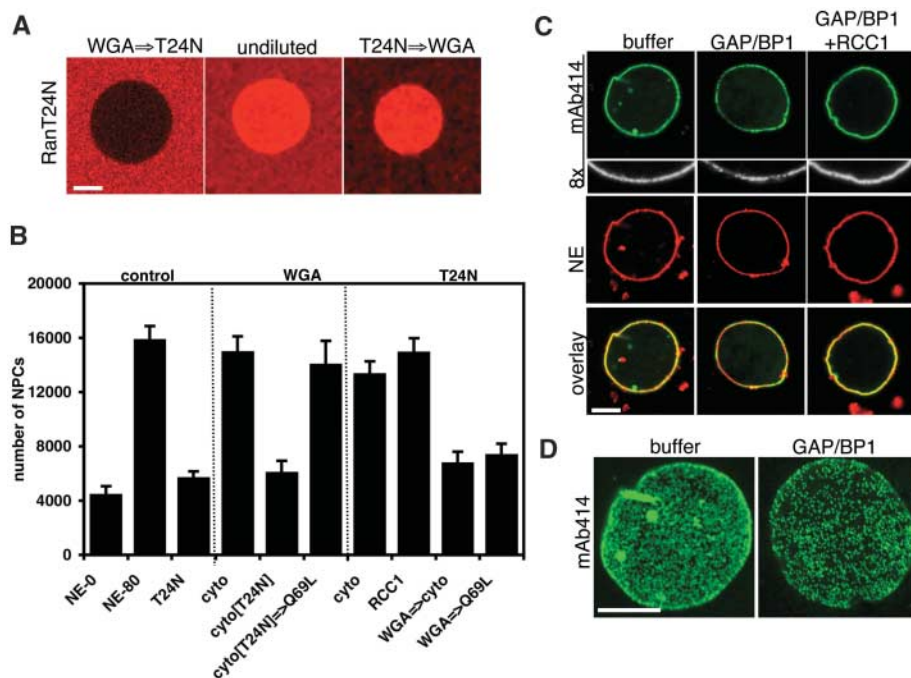 A
WGA⇒T24N
undiluted
T24N⇒WGA
RanT24N
B
control
WGA
T24N
20000
16000
12000
8000
4000
0
number of NPCs
NE-0
NE-80
T24N
cyto
cyto[T24N]
cyto[T24N]=>Q69L
cyto
RCC1
WGA=>cyto
WGA=>Q69L
C
buffer
GAP/BP1
GAP/BP1
+RCC1
mAb414
8x
NE
overlay
D
buffer
GAP/BP1
mAb414